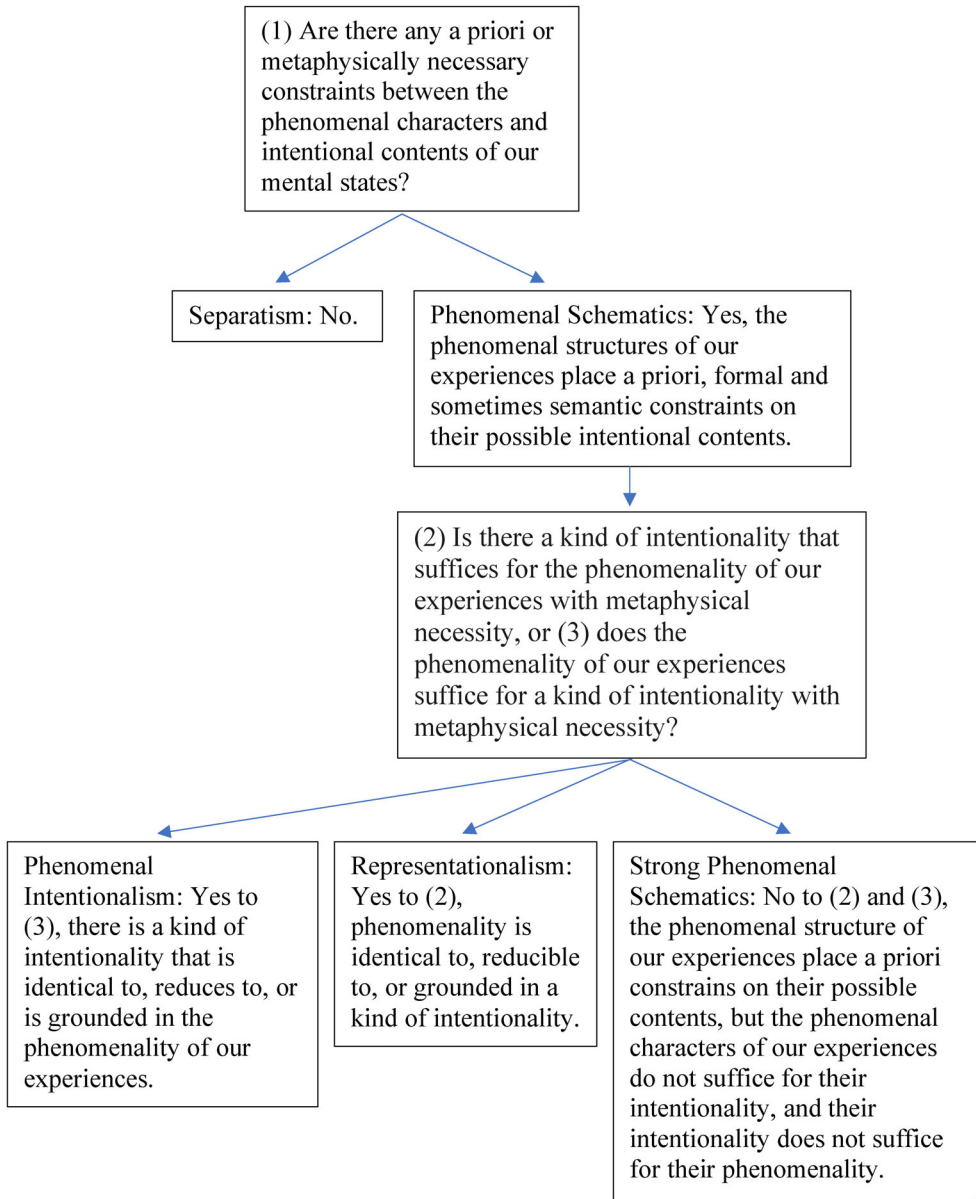 (1) Are there any a priori or
metaphysically necessary
constraints between the
phenomenal characters and
intentional contents of our
mental states?
Separatism: No.
Phenomenal Schematics: Yes, the
phenomenal structures of our
experiences place a priori, formal and
sometimes semantic constraints on
their possible intentional contents.
(2) Is there a kind of intentionality that
suffices for the phenomenality of our
experiences with metaphysical
necessity, or (3) does the
phenomenality of our experiences
suffice for a kind of intentionality with
metaphysical necessity?
Phenomenal
Intentionalism: Yes to
(3), there is a kind of
intentionality that is
identical to, reduces to, or
is grounded in the
phenomenality of our
experiences.
Representationalism:
Yes to (2),
phenomenality is
identical to, reducible
to, or grounded in a
kind of intentionality.
Strong Phenomenal
Schematics: No to (2) and (3),
the phenomenal structure of
our experiences place a priori
constrains on their possible
contents, but the phenomenal
characters of our experiences
do not suffice for their
intentionality, and their
intentionality does not suffice
for their phenomenality.